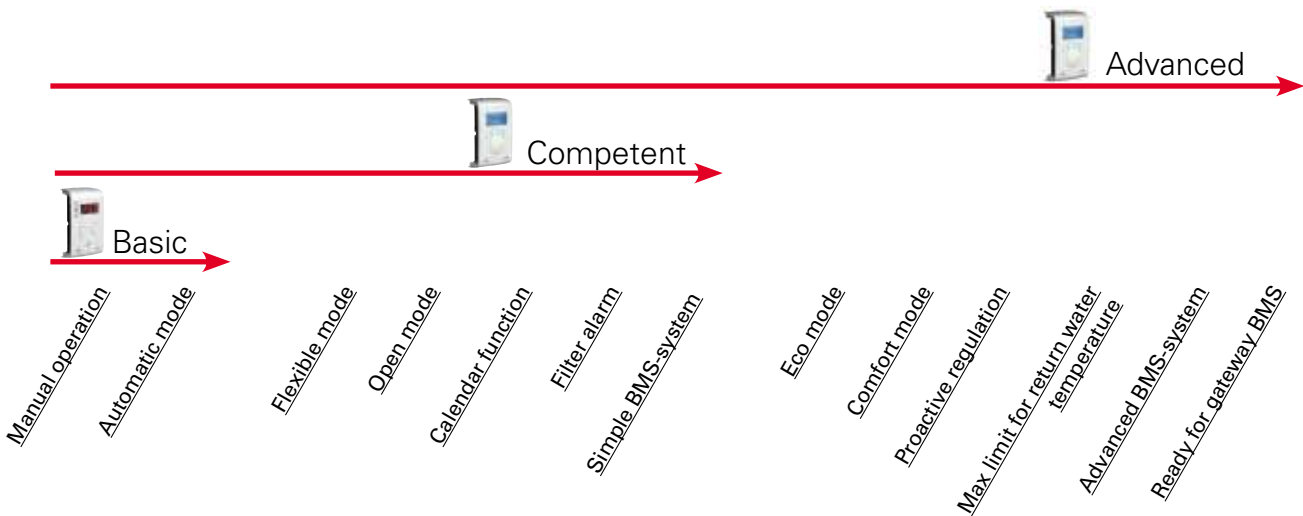 Advanced
Competent
Basic
Manual operation
Automatic mode
Flexible mode
Open mode
Calendar function
Filter alarm
Simple BMS-system
Eco mode
Comfort mode
Proactive regulation
Max limit for return water
temperature
Advanced BMS-system
Ready for gateway BMS